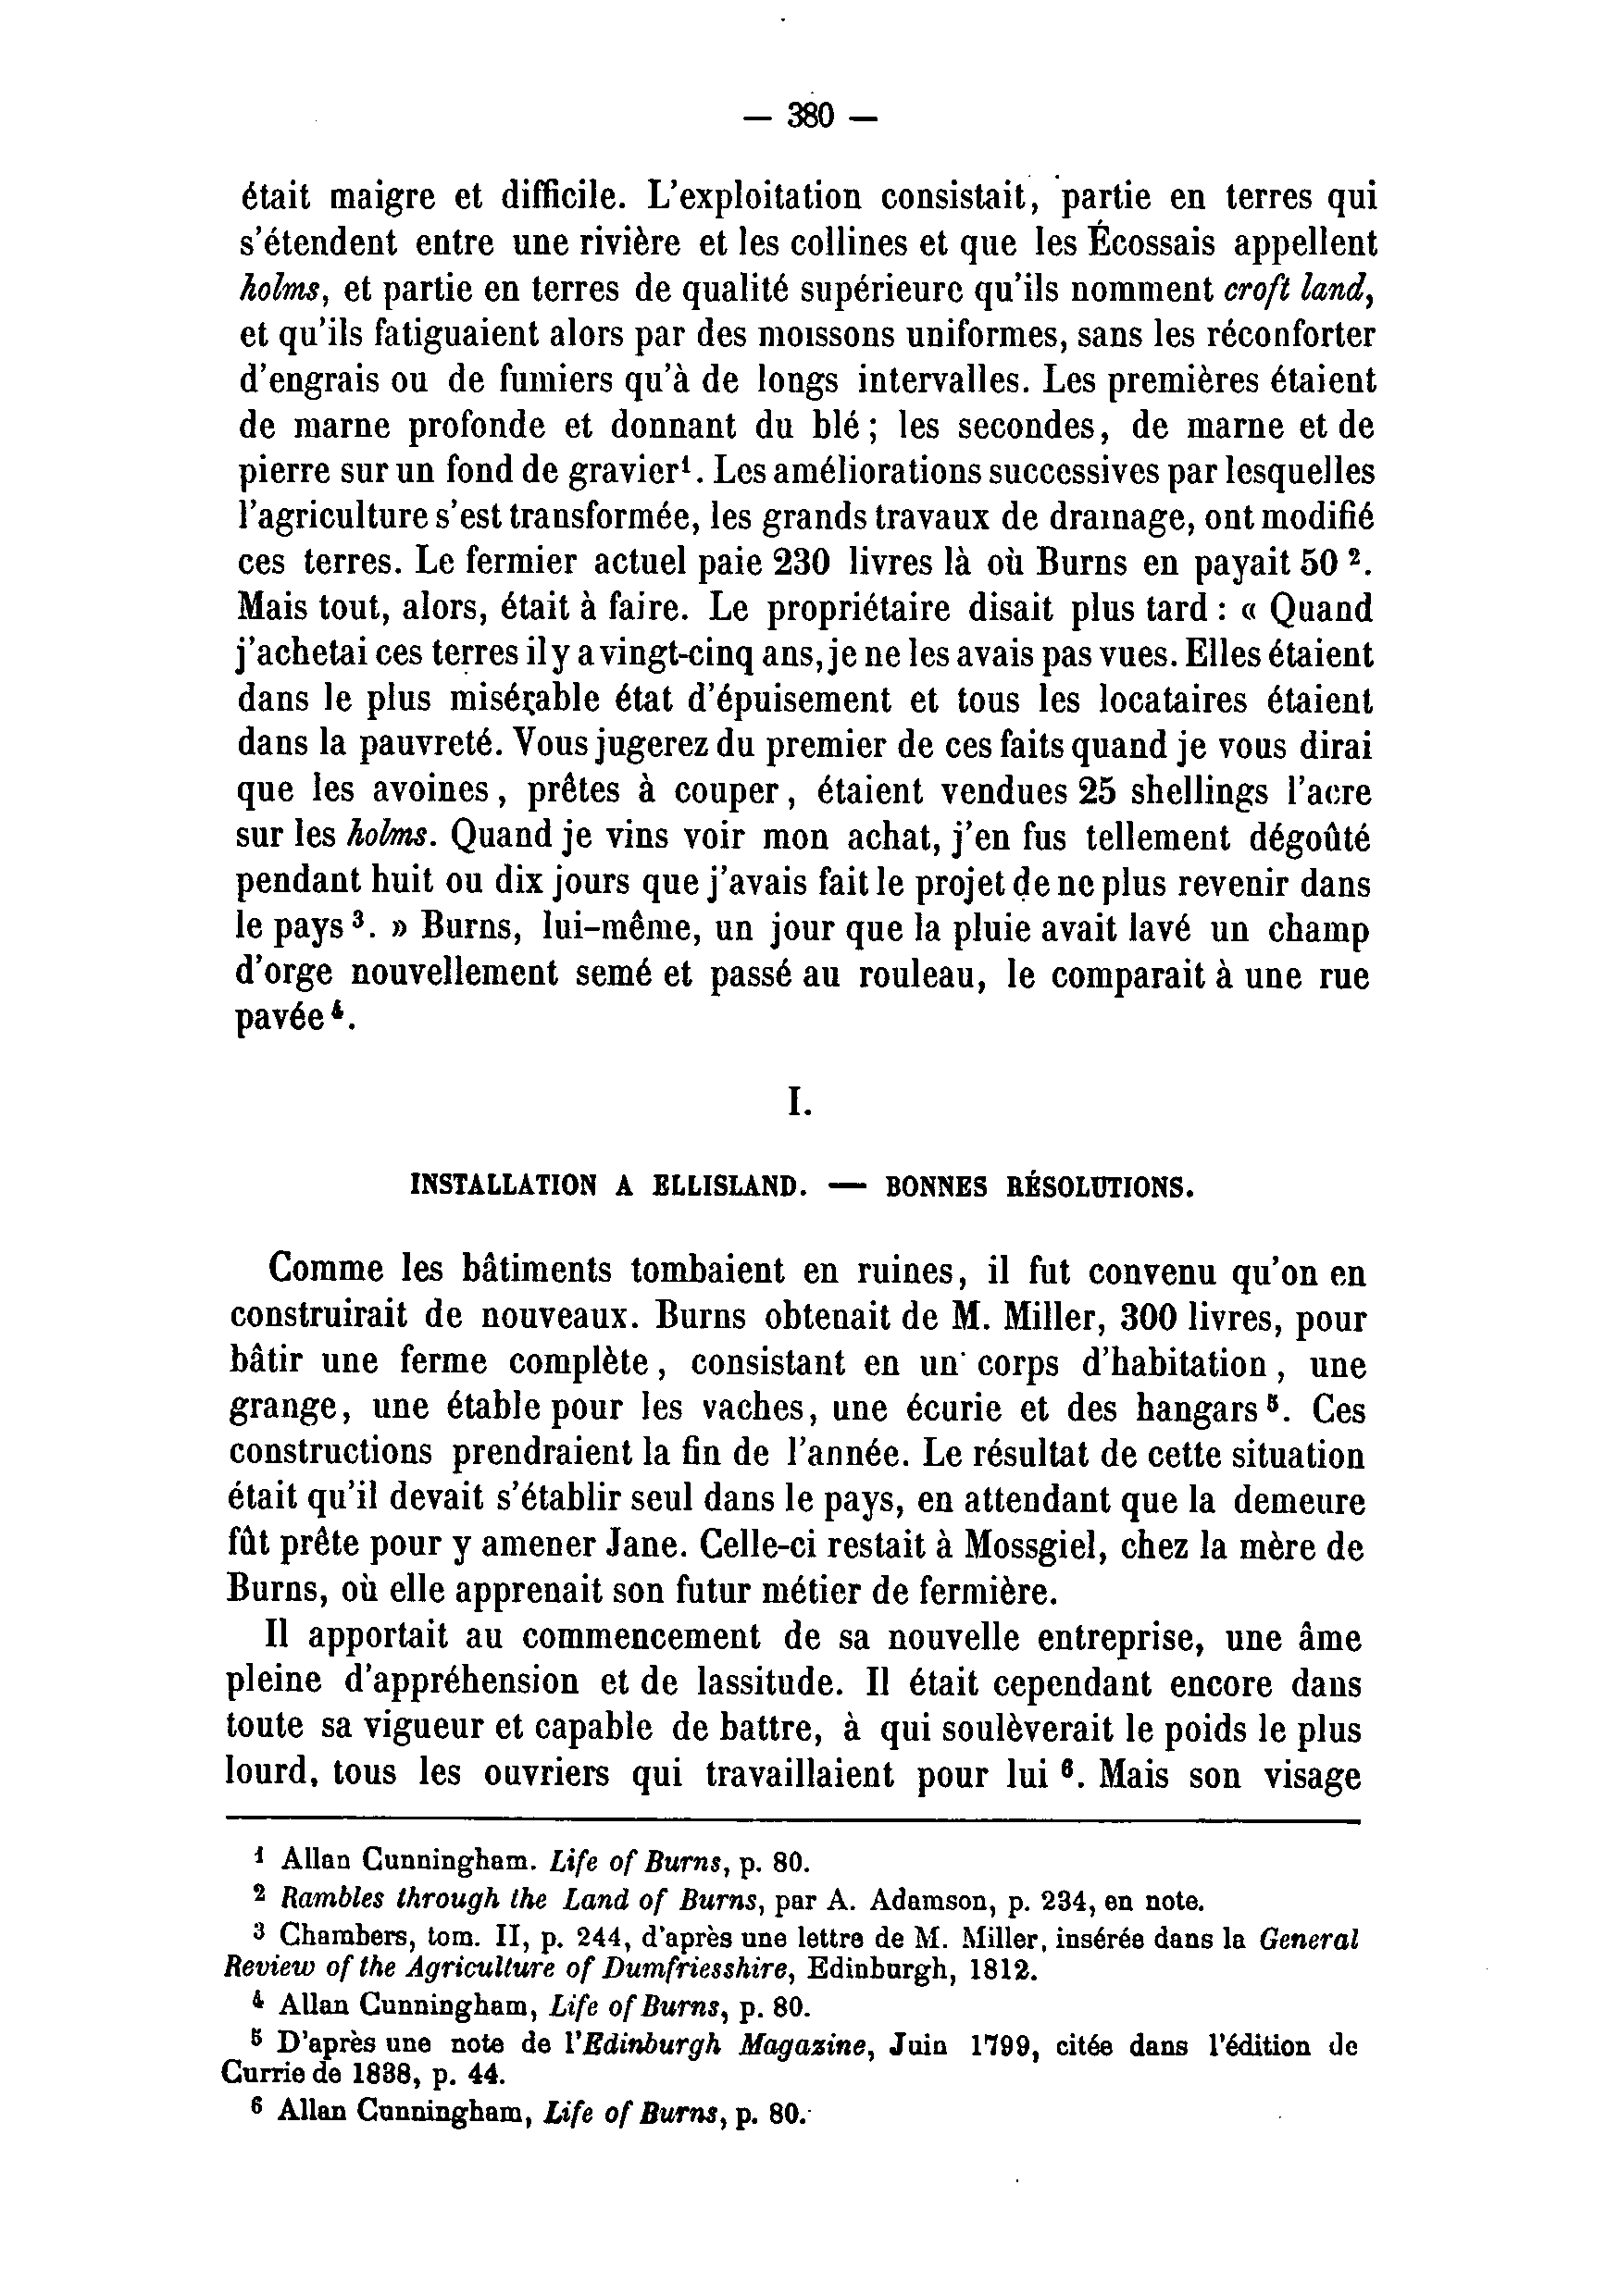 — 380 —
était maigre et difficile. L'exploitation consistait, partie en terres qui
s'étendent entre une rivière et les collines et que les Écossais appellent
holms, et partie en terres de qualité supérieure qu'ils nomment croft land,
et qu'ils fatiguaient alors par des moissons uniformes, sans les réconforter
d'engrais ou de fumiers qu'à de longs intervalles. Les premières étaient
de marne profonde et donnant du blé ; les secondes, de marne et de
pierre sur un fond de gravier¹. Les améliorations successives par lesquelles
l'agriculture s'est transformée, les grands travaux de drainage, ont modifié
ces terres. Le fermier actuel paie 230 livres là où Burns en payait 50 ².
Mais tout, alors, était à faire. Le propriétaire disait plus tard : « Quand
j'achetai ces terres il y a vingt-cinq ans, je ne les avais pas vues. Elles étaient
dans le plus misérable état d'épuisement et tous les locataires étaient
dans la pauvreté. Vous jugerez du premier de ces faits quand je vous dirai
que les avoines, prêtes à couper, étaient vendues 25 shellings l'acre
sur les holms. Quand je vins voir mon achat, j'en fus tellement dégoûté
pendant huit ou dix jours que j'avais fait le projet de ne plus revenir dans
le pays ³. » Burns, lui-même, un jour que la pluie avait lavé un champ
d'orge nouvellement semé et passé au rouleau, le comparait à une rue
pavée ⁴.
I.
INSTALLATION A ELLISLAND. — BONNES RÉSOLUTIONS.
Comme les bâtiments tombaient en ruines, il fut convenu qu'on en
construirait de nouveaux. Burns obtenait de M. Miller, 300 livres, pour
bâtir une ferme complète, consistant en un corps d'habitation, une
grange, une étable pour les vaches, une écurie et des hangars ⁵. Ces
constructions prendraient la fin de l'année. Le résultat de cette situation
était qu'il devait s'établir seul dans le pays, en attendant que la demeure
fût prête pour y amener Jane. Celle-ci restait à Mossgiel, chez la mère de
Burns, où elle apprenait son futur métier de fermière.
Il apportait au commencement de sa nouvelle entreprise, une âme
pleine d'appréhension et de lassitude. Il était cependant encore dans
toute sa vigueur et capable de battre, à qui soulèverait le poids le plus
lourd, tous les ouvriers qui travaillaient pour lui ⁶. Mais son visage
¹ Allan Cunningham. Life of Burns, p. 80.
² Rambles through the Land of Burns, par A. Adamson, p. 234, en note.
³ Chambers, tom. II, p. 244, d'après une lettre de M. Miller, insérée dans la General
Review of the Agriculture of Dumfriesshire, Edinburgh, 1812.
⁴ Allan Cunningham, Life of Burns, p. 80.
⁵ D'après une note de l'Edinburgh Magazine, Juin 1799, citée dans l'édition de
Currie de 1838, p. 44.
⁶ Allan Cunningham, Life of Burns, p. 80.